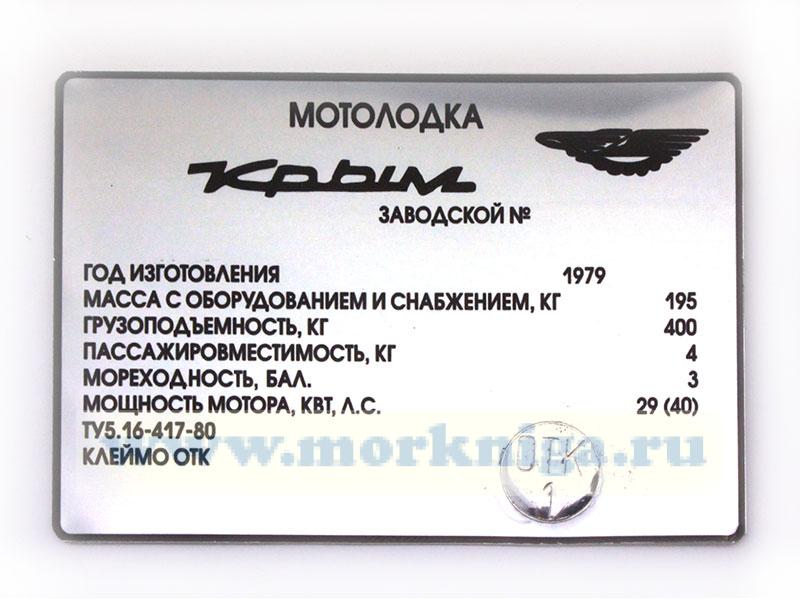 МОТОЛОДКА
Крым
ЗАВОДСКОЙ №
ГОД ИЗГОТОВЛЕНИЯ 1979
МАССА С ОБОРУДОВАНИЕМ И СНАБЖЕНИЕМ, КГ 195
ГРУЗОПОДЪЕМНОСТЬ, КГ 400
ПАССАЖИРОВМЕСТИМОСТЬ, КГ 4
МОРЕХОДНОСТЬ, БАЛ. 3
МОЩНОСТЬ МОТОРА, КВТ, Л.С. 29 (40)
ТУ5.16-417-80
www.morkniga.ru
КЛЕЙМО ОТК
ОТК
1